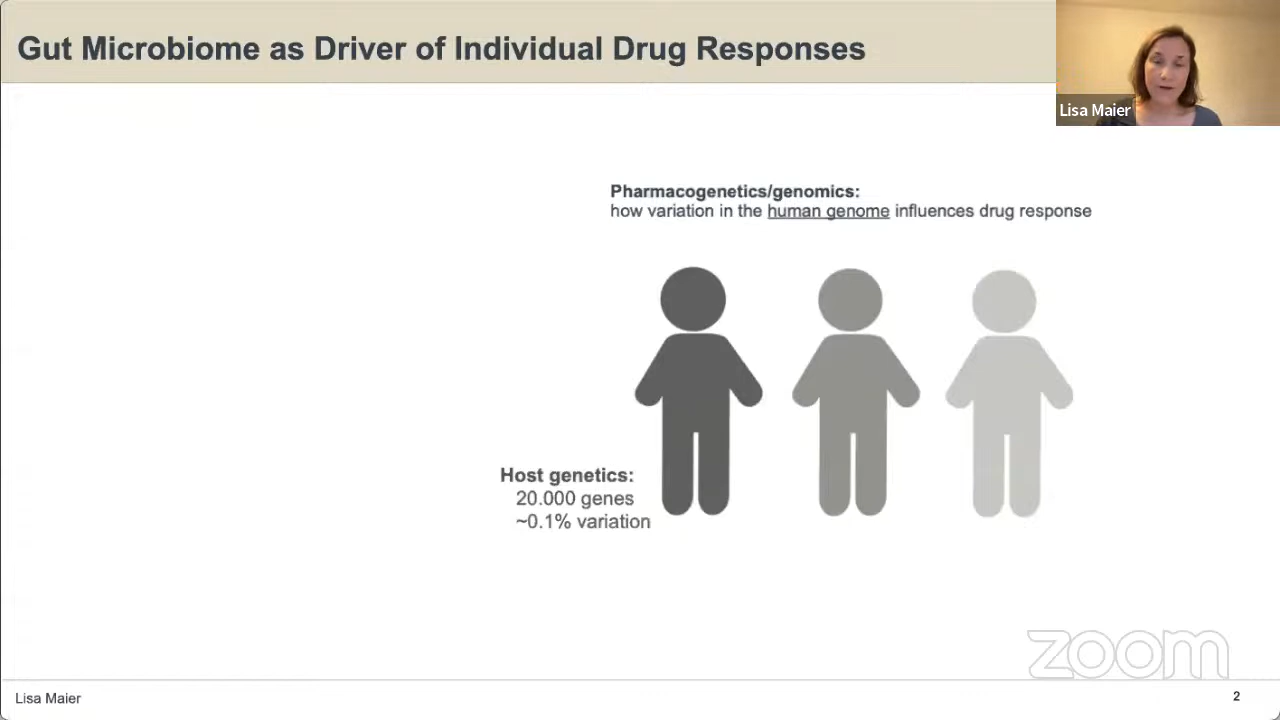 Gut Microbiome as Driver of Individual Drug Responses
Lisa Maier
Pharmacogenetics/genomics:
how variation in the human genome influences drug response
Host genetics:
20.000 genes
~0.1% variation
zoom
Lisa Maier
2